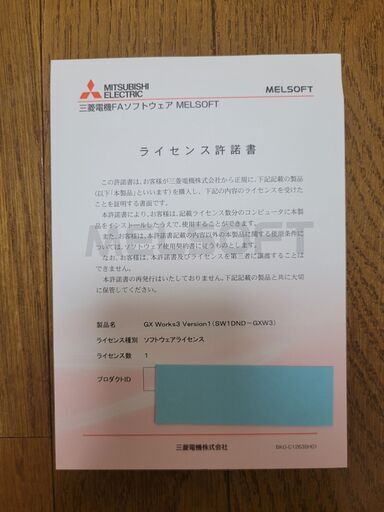 MITSUBISHI
ELECTRIC
MELSOFT
三菱電機FAソフトウェア MELSOFT
ライセンス許諾書
この許諾書は、お客様が三菱電機株式会社から正規に、下記記載の製品
(以下「本製品」といいます)を購入し、下記の内容のライセンスを受けた
ことを証明する書面です。
本許諾書により、お客様は、記載ライセンス数分のコンピュータに本製
品をインストールしたうえで、使用することができます。
また、お客様は、本許諾書記載の内容以外の本製品に関する使用条件に
ついては、ソフトウェア使用契約書に従うものとします。
なお、お客様は、本許諾書及びライセンスを第三者に譲渡することは
できません。
本許諾書の再発行はいたしておりません。下記記載の製品と共に大切
に保管してください。
MELSOFT
製品名 GX Works3 Version1(SW1DND-GXW3)
ライセンス種別 ソフトウェアライセンス
ライセンス数 1
プロダクトID
三菱電機株式会社